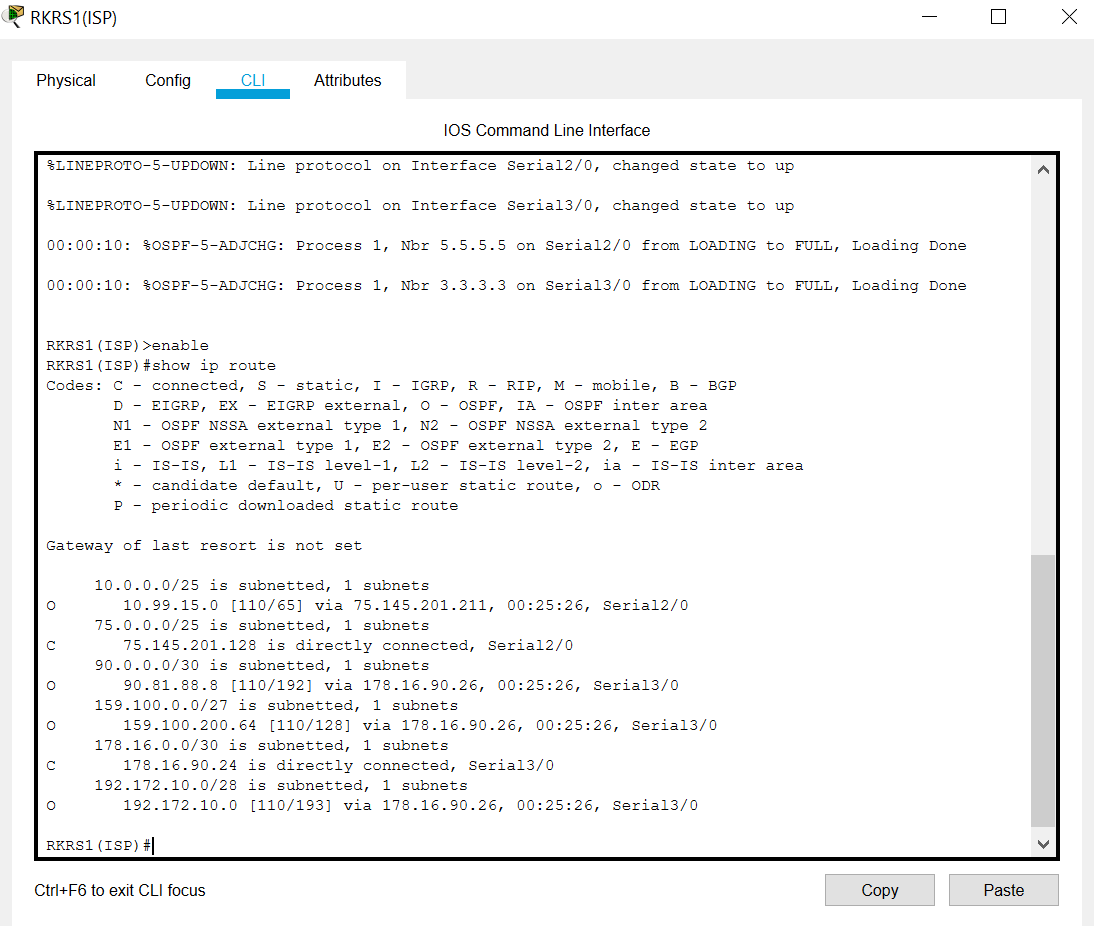 RKRS1(ISP)
Physical Config CLI Attributes
IOS Command Line Interface
%LINEPROTO-5-UPDOWN: Line protocol on Interface Serial2/0, changed state to up
%LINEPROTO-5-UPDOWN: Line protocol on Interface Serial3/0, changed state to up
00:00:10: %OSPF-5-ADJCHG: Process 1, Nbr 5.5.5.5 on Serial2/0 from LOADING to FULL, Loading Done
00:00:10: %OSPF-5-ADJCHG: Process 1, Nbr 3.3.3.3 on Serial3/0 from LOADING to FULL, Loading Done
RKRS1(ISP)>enable
RKRS1(ISP)#show ip route
Codes: C - connected, S - static, I - IGRP, R - RIP, M - mobile, B - BGP
D - EIGRP, EX - EIGRP external, O - OSPF, IA - OSPF inter area
N1 - OSPF NSSA external type 1, N2 - OSPF NSSA external type 2
E1 - OSPF external type 1, E2 - OSPF external type 2, E - EGP
i - IS-IS, L1 - IS-IS level-1, L2 - IS-IS level-2, ia - IS-IS inter area
* - candidate default, U - per-user static route, o - ODR
P - periodic downloaded static route
Gateway of last resort is not set
10.0.0.0/25 is subnetted, 1 subnets
O 10.99.15.0 [110/65] via 75.145.201.211, 00:25:26, Serial2/0
75.0.0.0/25 is subnetted, 1 subnets
C 75.145.201.128 is directly connected, Serial2/0
90.0.0.0/30 is subnetted, 1 subnets
O 90.81.88.8 [110/192] via 178.16.90.26, 00:25:26, Serial3/0
159.100.0.0/27 is subnetted, 1 subnets
O 159.100.200.64 [110/128] via 178.16.90.26, 00:25:26, Serial3/0
178.16.0.0/30 is subnetted, 1 subnets
C 178.16.90.24 is directly connected, Serial3/0
192.172.10.0/28 is subnetted, 1 subnets
O 192.172.10.0 [110/193] via 178.16.90.26, 00:25:26, Serial3/0
RKRS1(ISP)#
Ctrl+F6 to exit CLI focus
Copy Paste